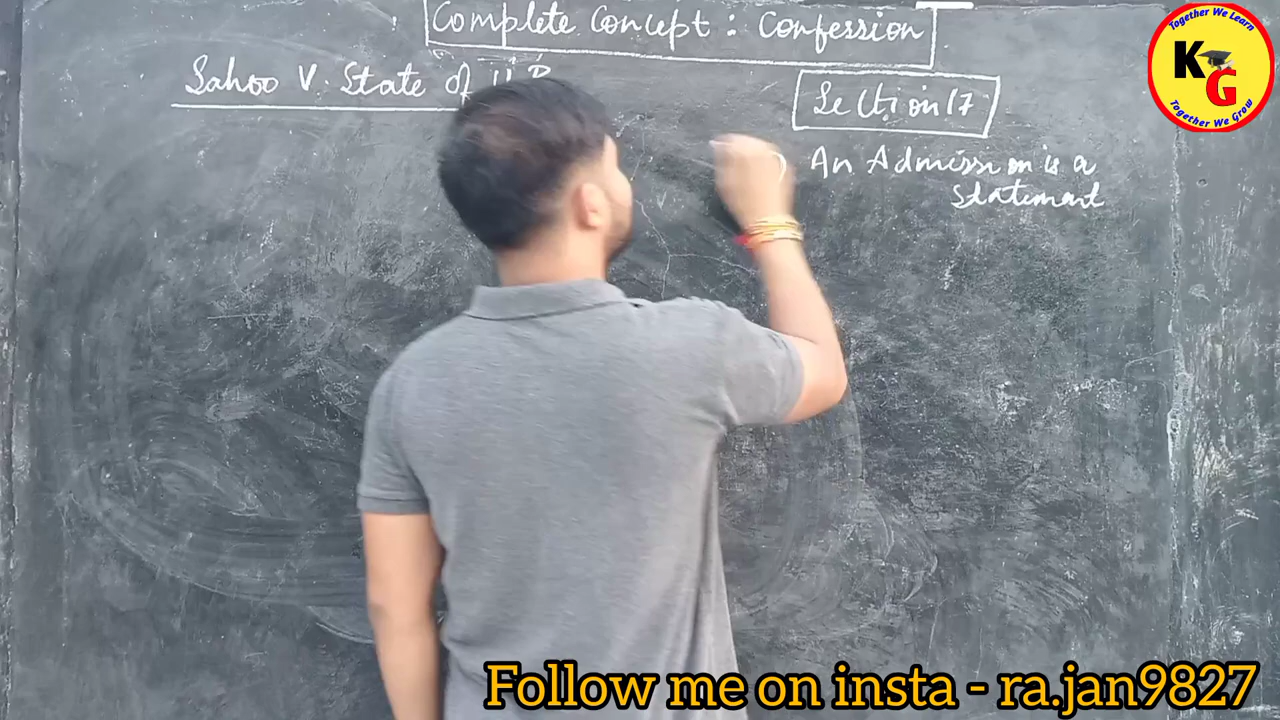 Complete Concept : Confession
Sahoo V. State of U.P
Section 17
An Admission is a
statement
Together We Learn
KG
Together We Grow
Follow me on insta - ra.jan9827